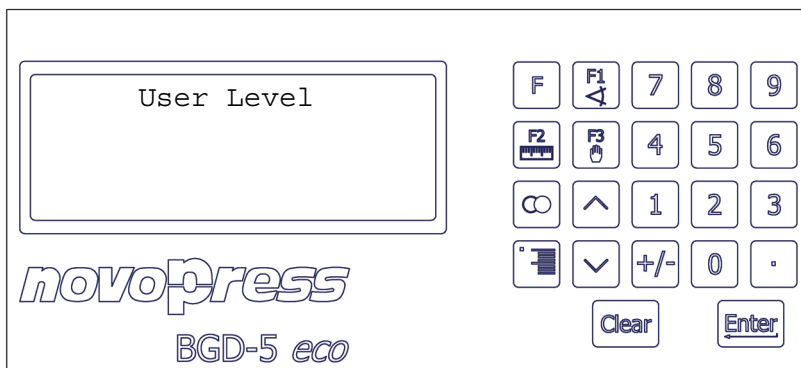 User Level
F F1 7 8 9
F2 F3 4 5 6
1 2 3
+/- 0 .
Clear Enter
novopress
BGD-5 eco